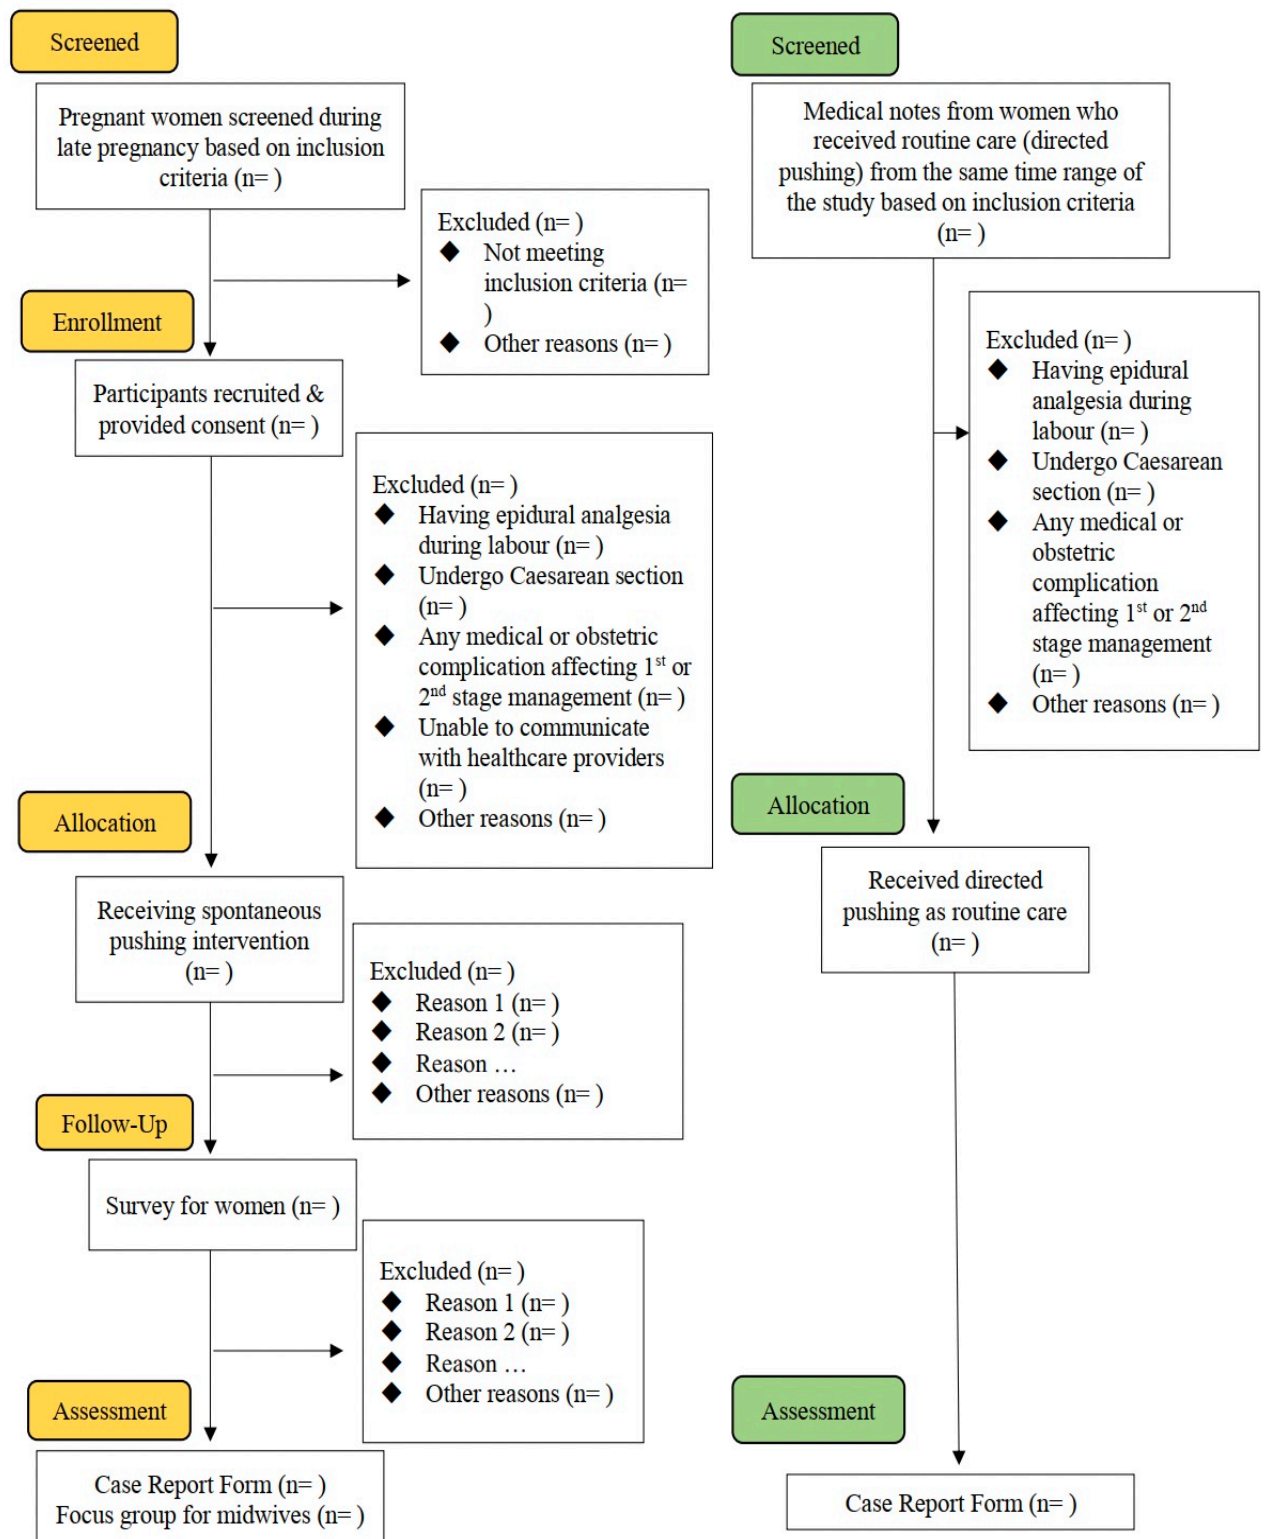 Screened
Pregnant women screened during
late pregnancy based on inclusion
criteria (n= )
Excluded (n= )
◆ Not meeting
inclusion criteria (n=
)
◆ Other reasons (n= )
Enrollment
Participants recruited &
provided consent (n= )
Excluded (n= )
◆ Having epidural analgesia
during labour (n= )
◆ Undergo Caesarean section
(n= )
◆ Any medical or obstetric
complication affecting 1st or
2nd stage management (n= )
◆ Unable to communicate
with healthcare providers
(n= )
◆ Other reasons (n= )
Allocation
Receiving spontaneous
pushing intervention
(n= )
Excluded (n= )
◆ Reason 1 (n= )
◆ Reason 2 (n= )
◆ Reason …
◆ Other reasons (n= )
Follow-Up
Survey for women (n= )
Excluded (n= )
◆ Reason 1 (n= )
◆ Reason 2 (n= )
◆ Reason …
◆ Other reasons (n= )
Assessment
Case Report Form (n= )
Focus group for midwives (n= )
Screened
Medical notes from women who
received routine care (directed
pushing) from the same time range of
the study based on inclusion criteria
(n= )
Excluded (n= )
◆ Having epidural
analgesia during
labour (n= )
◆ Undergo Caesarean
section (n= )
◆ Any medical or
obstetric
complication
affecting 1st or 2nd
stage management
(n= )
◆ Other reasons (n= )
Allocation
Received directed
pushing as routine care
(n= )
Assessment
Case Report Form (n= )